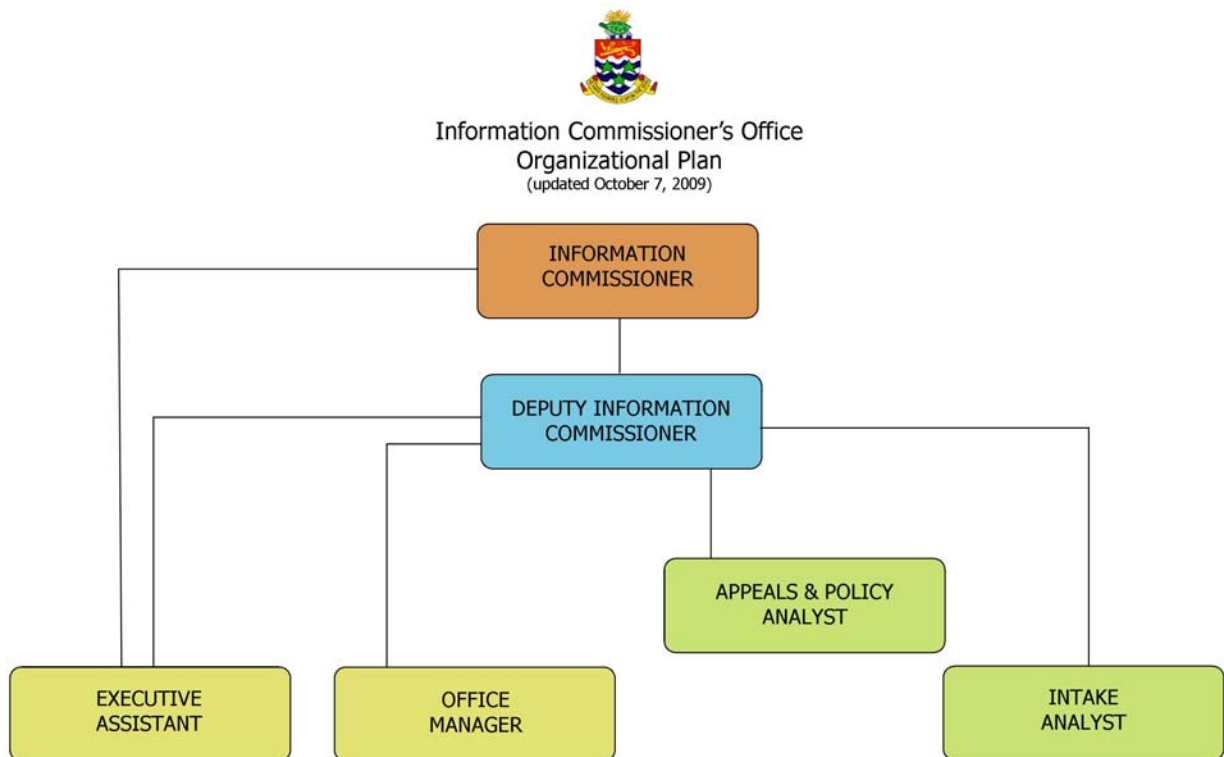 Information Commissioner's Office
Organizational Plan
(updated October 7, 2009)
INFORMATION
COMMISSIONER
DEPUTY INFORMATION
COMMISSIONER
APPEALS & POLICY
ANALYST
EXECUTIVE
ASSISTANT
OFFICE
MANAGER
INTAKE
ANALYST